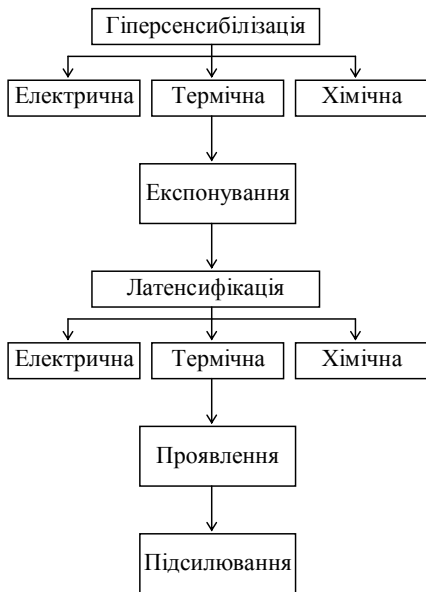 Гіперсенсибілізація
Електрична Термічна Хімічна
Експонування
Латенсифікація
Електрична Термічна Хімічна
Проявлення
Підсилювання